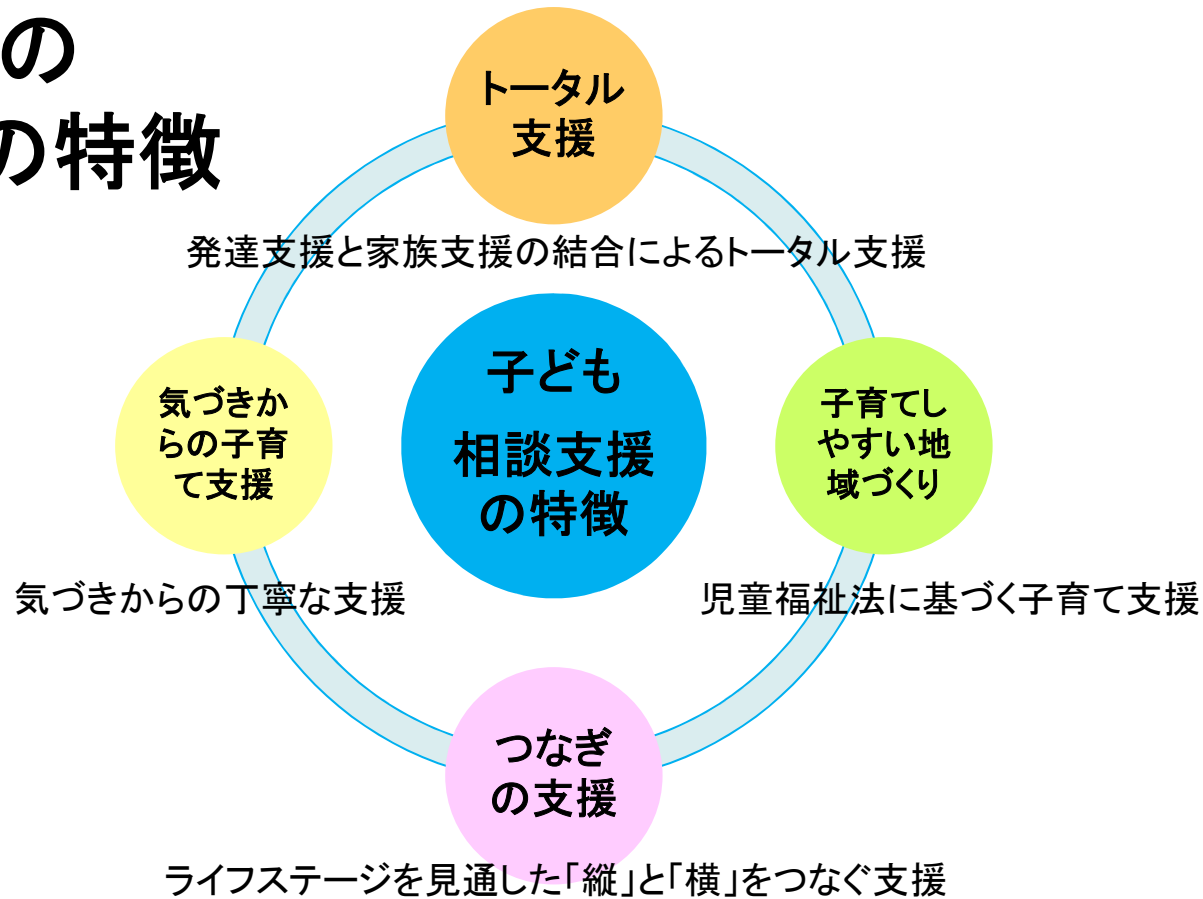 の
の特徴
トータル
支援
発達支援と家族支援の結合によるトータル支援
子ども
相談支援
の特徴
気づきか
らの子育
て支援
子育てし
やすい地
域づくり
気づきからの丁寧な支援
児童福祉法に基づく子育て支援
つなぎ
の支援
ライフステージを見通した「縦」と「横」をつなぐ支援